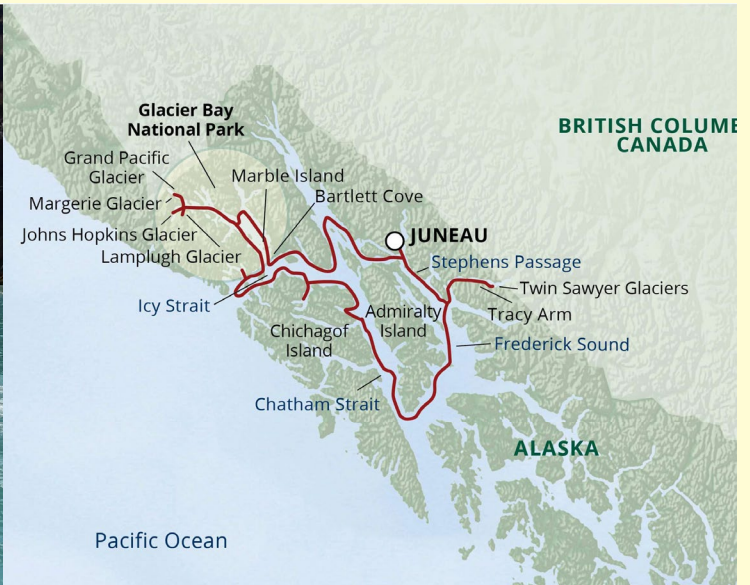 Glacier Bay
National Park
BRITISH COLUMB
CANADA
Grand Pacific
Glacier
Marble Island
Margerie Glacier
Bartlett Cove
Johns Hopkins Glacier
JUNEAU
Lamplugh Glacier
Stephens Passage
Twin Sawyer Glaciers
Icy Strait
Tracy Arm
Admiralty
Island
Chichagof
Island
Frederick Sound
Chatham Strait
ALASKA
Pacific Ocean